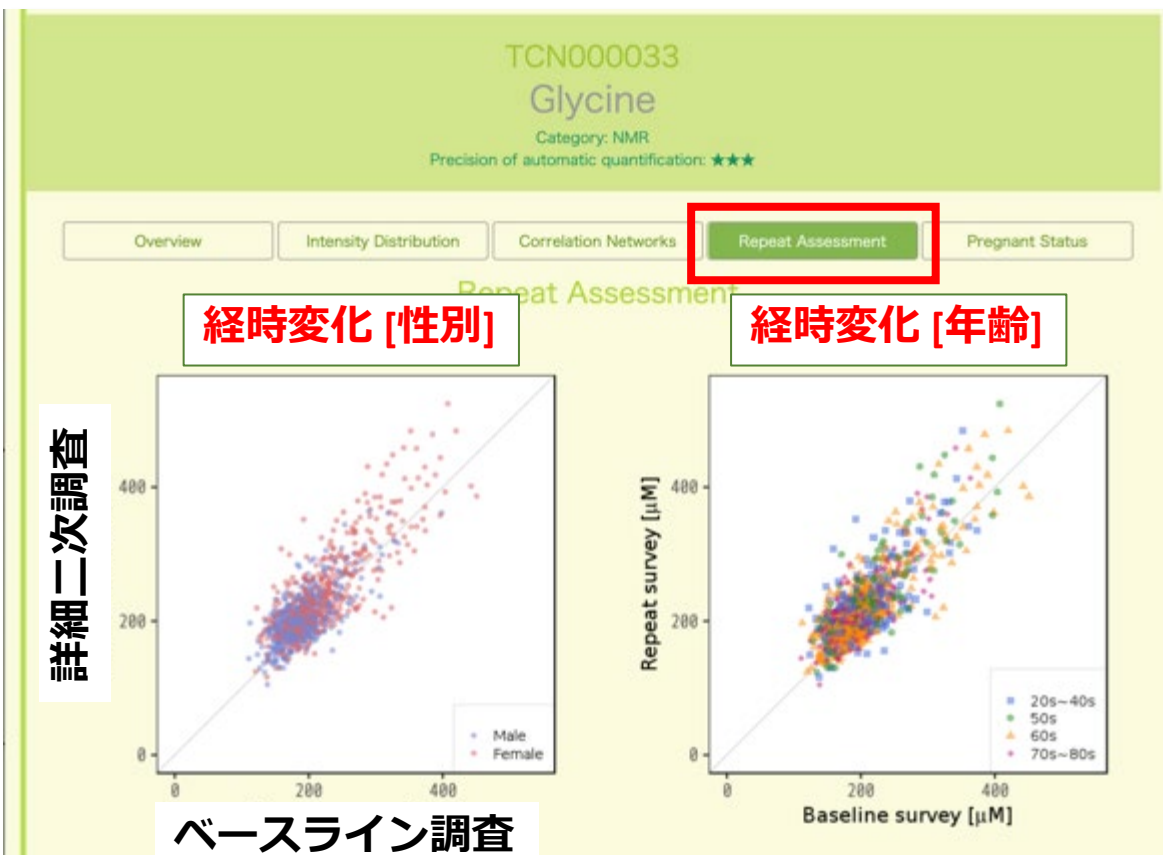 TCN000033
Glycine
Category: NMR
Precision of automatic quantification: ★★★
Overview
Intensity Distribution
Correlation Networks
Repeat Assessment
Pregnant Status
Repeat Assessment
経時変化 [性別]
経時変化 [年齢]
詳細二次調査
400
200
0
0
200
400
Male
Female
ベースライン調査
Repeat survey [μM]
400
200
0
0
200
400
20s~40s
50s
60s
70s~80s
Baseline survey [μM]